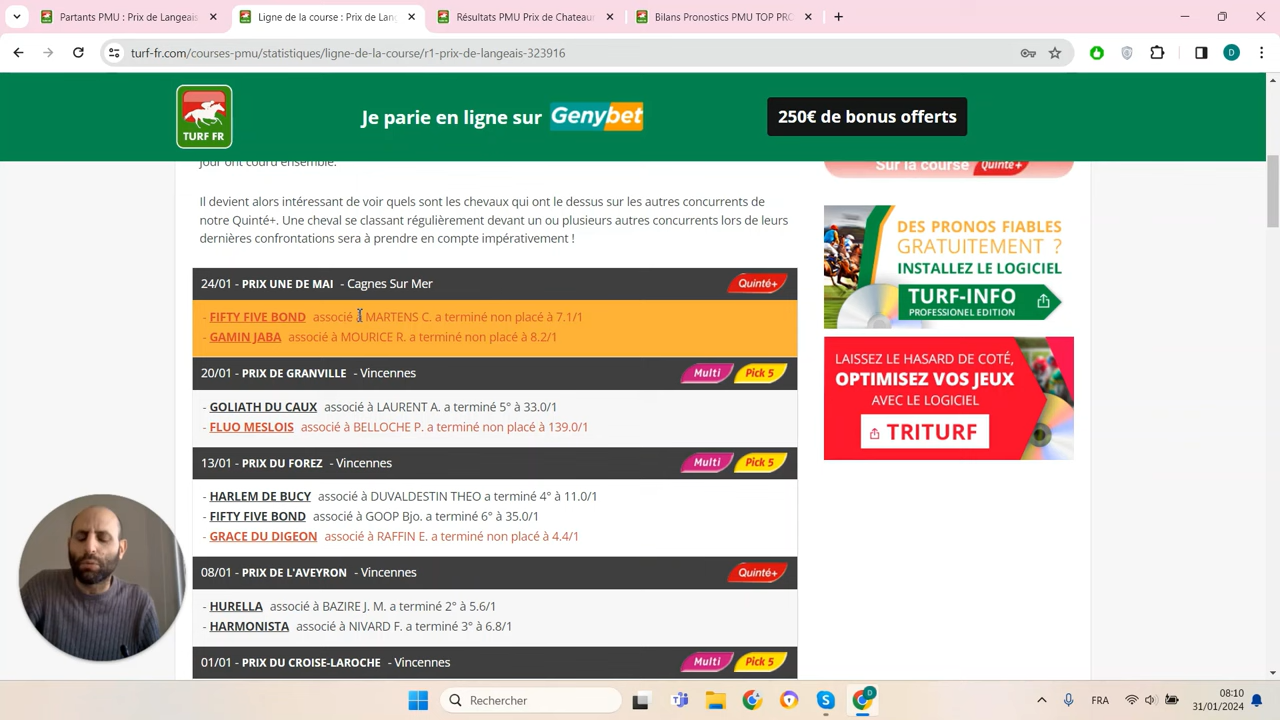 Partants PMU : Prix de Langeais
Ligne de la course : Prix de Lan
Résultats PMU Prix de Chateau
Bilans Pronostics PMU TOP PRO
turf-fr.com/courses-pmu/statistiques/ligne-de-la-course/r1-prix-de-langeais-323916
D
TURF FR
Je parie en ligne sur Genybet
250€ de bonus offerts
jour ont couru ensemble.
Il devient alors intéressant de voir quels sont les chevaux qui ont le dessus sur les autres concurrents de
notre Quinté+. Une cheval se classant régulièrement devant un ou plusieurs autres concurrents lors de leurs
dernières confrontations sera à prendre en compte impérativement !
24/01 - PRIX UNE DE MAI - Cagnes Sur Mer Quinté+
- FIFTY FIVE BOND associé à MARTENS C. a terminé non placé à 7.1/1
- GAMIN JABA associé à MOURICE R. a terminé non placé à 8.2/1
20/01 - PRIX DE GRANVILLE - Vincennes Multi Pick 5
- GOLIATH DU CAUX associé à LAURENT A. a terminé 5° à 33.0/1
- FLUO MESLOIS associé à BELLOCHE P. a terminé non placé à 139.0/1
13/01 - PRIX DU FOREZ - Vincennes Multi Pick 5
- HARLEM DE BUCY associé à DUVALDESTIN THEO a terminé 4° à 11.0/1
- FIFTY FIVE BOND associé à GOOP Bjo. a terminé 6° à 35.0/1
- GRACE DU DIGEON associé à RAFFIN E. a terminé non placé à 4.4/1
08/01 - PRIX DE L'AVEYRON - Vincennes Quinté+
- HURELLA associé à BAZIRE J. M. a terminé 2° à 5.6/1
- HARMONISTA associé à NIVARD F. a terminé 3° à 6.8/1
01/01 - PRIX DU CROISE-LAROCHE - Vincennes Multi Pick 5
Sur la course Quinté+
DES PRONOS FIABLES
GRATUITEMENT ?
INSTALLEZ LE LOGICIEL
TURF-INFO
PROFESSIONEL EDITION
LAISSEZ LE HASARD DE COTÉ,
OPTIMISEZ VOS JEUX
AVEC LE LOGICIEL
TRITURF
Rechercher
FRA
08:10
31/01/2024